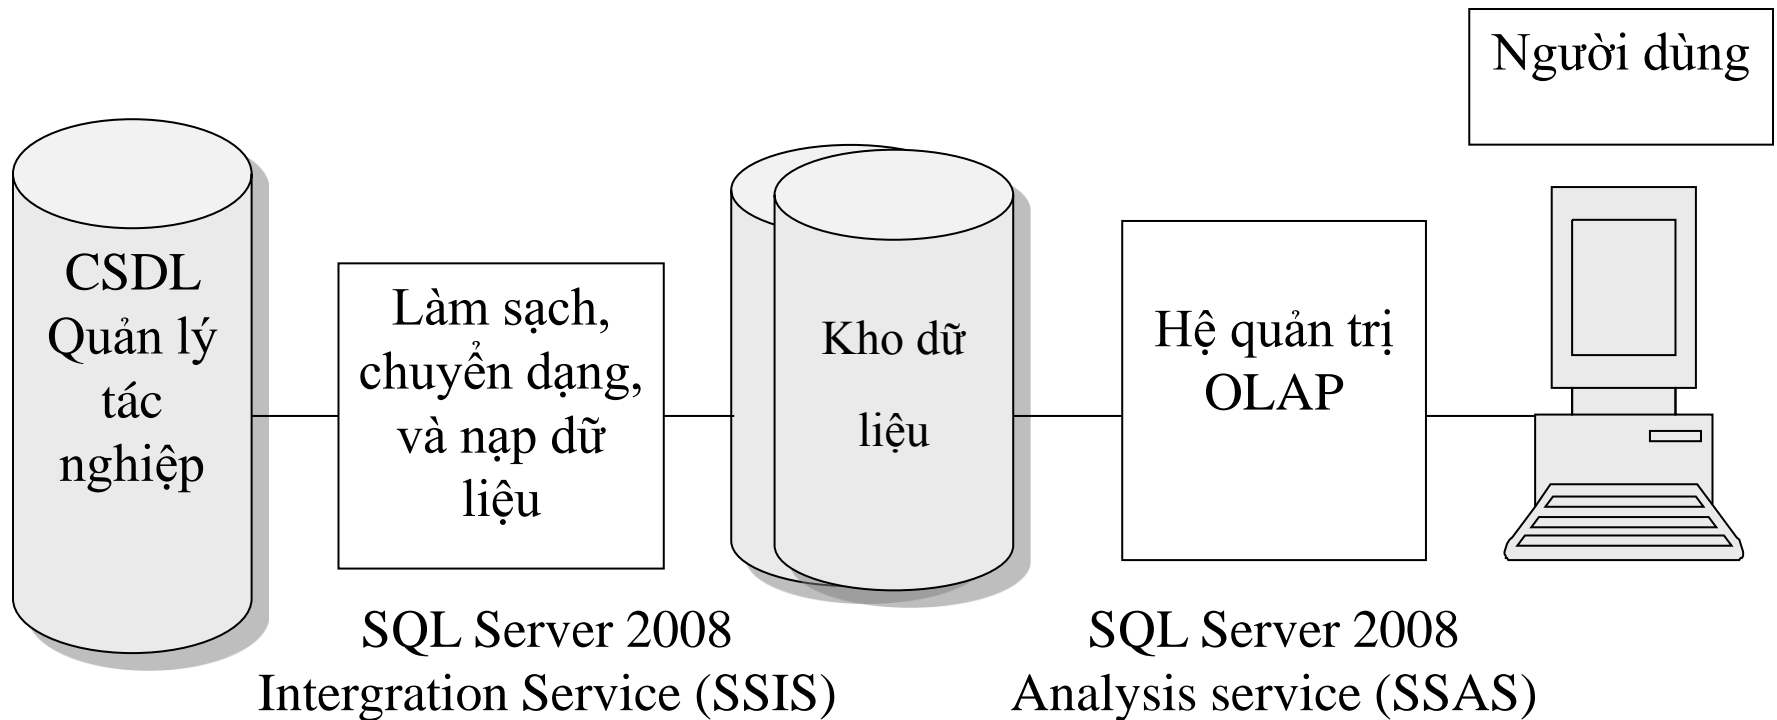 Người dùng
CSDL
Quản lý
tác
nghiệp
Làm sạch,
chuyển dạng,
và nạp dữ
liệu
Kho dữ
liệu
Hệ quản trị
OLAP
SQL Server 2008
Intergration Service (SSIS)
SQL Server 2008
Analysis service (SSAS)